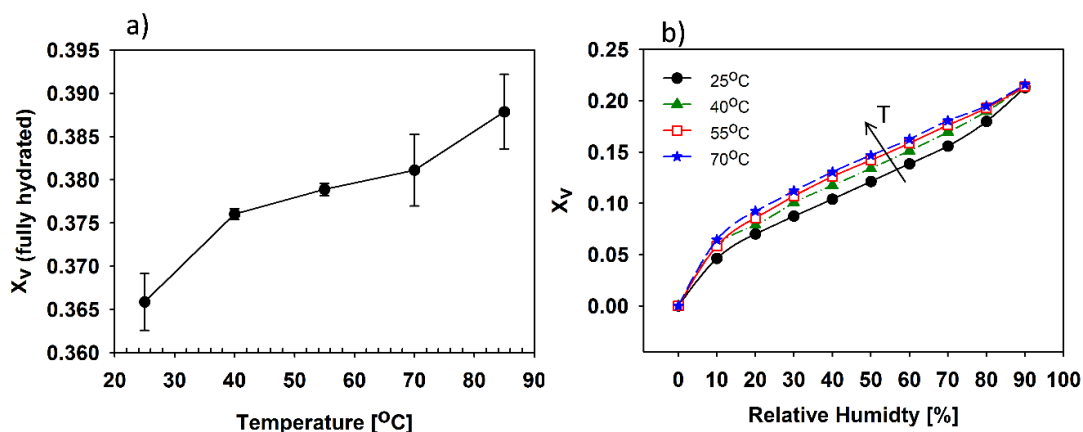 a)
X_V (fully hydrated)
0.395
0.390
0.385
0.380
0.375
0.370
0.365
0.360
20 30 40 50 60 70 80 90
Temperature [ºC]
b)
X_V
0.25
0.20
0.15
0.10
0.05
0.00
25ºC
40ºC
55ºC
70ºC
T
0 10 20 30 40 50 60 70 80 90 100
Relative Humidty [%]